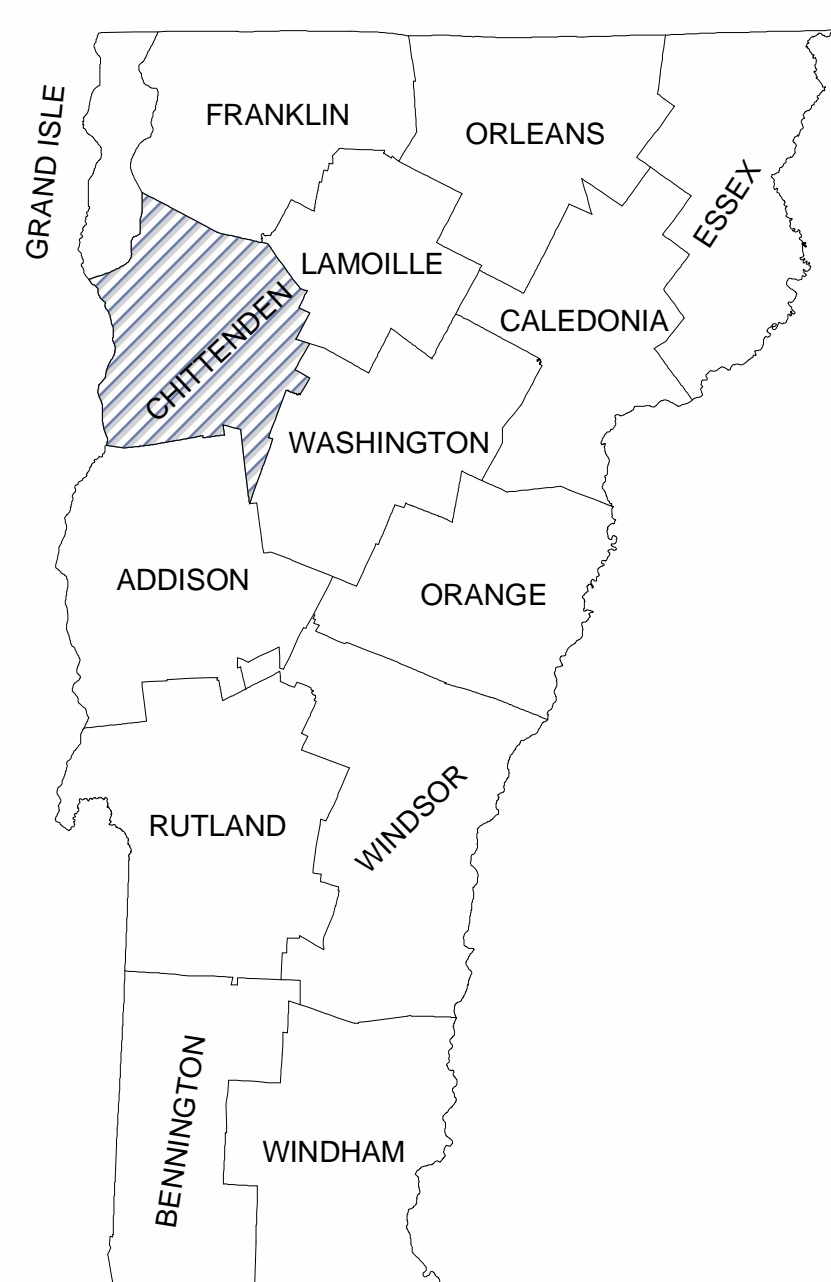 GRAND ISLE
FRANKLIN
ORLEANS
ESSEX
LAMOILLE
CHITTENDEN
CALEDONIA
WASHINGTON
ADDISON
ORANGE
RUTLAND
WINDSOR
BENNINGTON
WINDHAM